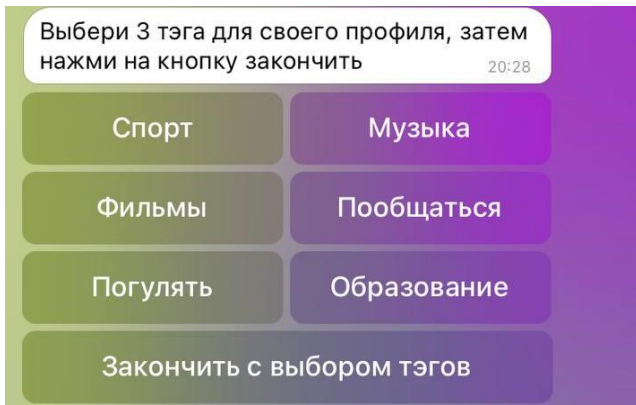 Выбери 3 тэга для своего профиля, затем
нажми на кнопку закончить
20:28
Спорт
Музыка
Фильмы
Пообщаться
Погулять
Образование
Закончить с выбором тэгов